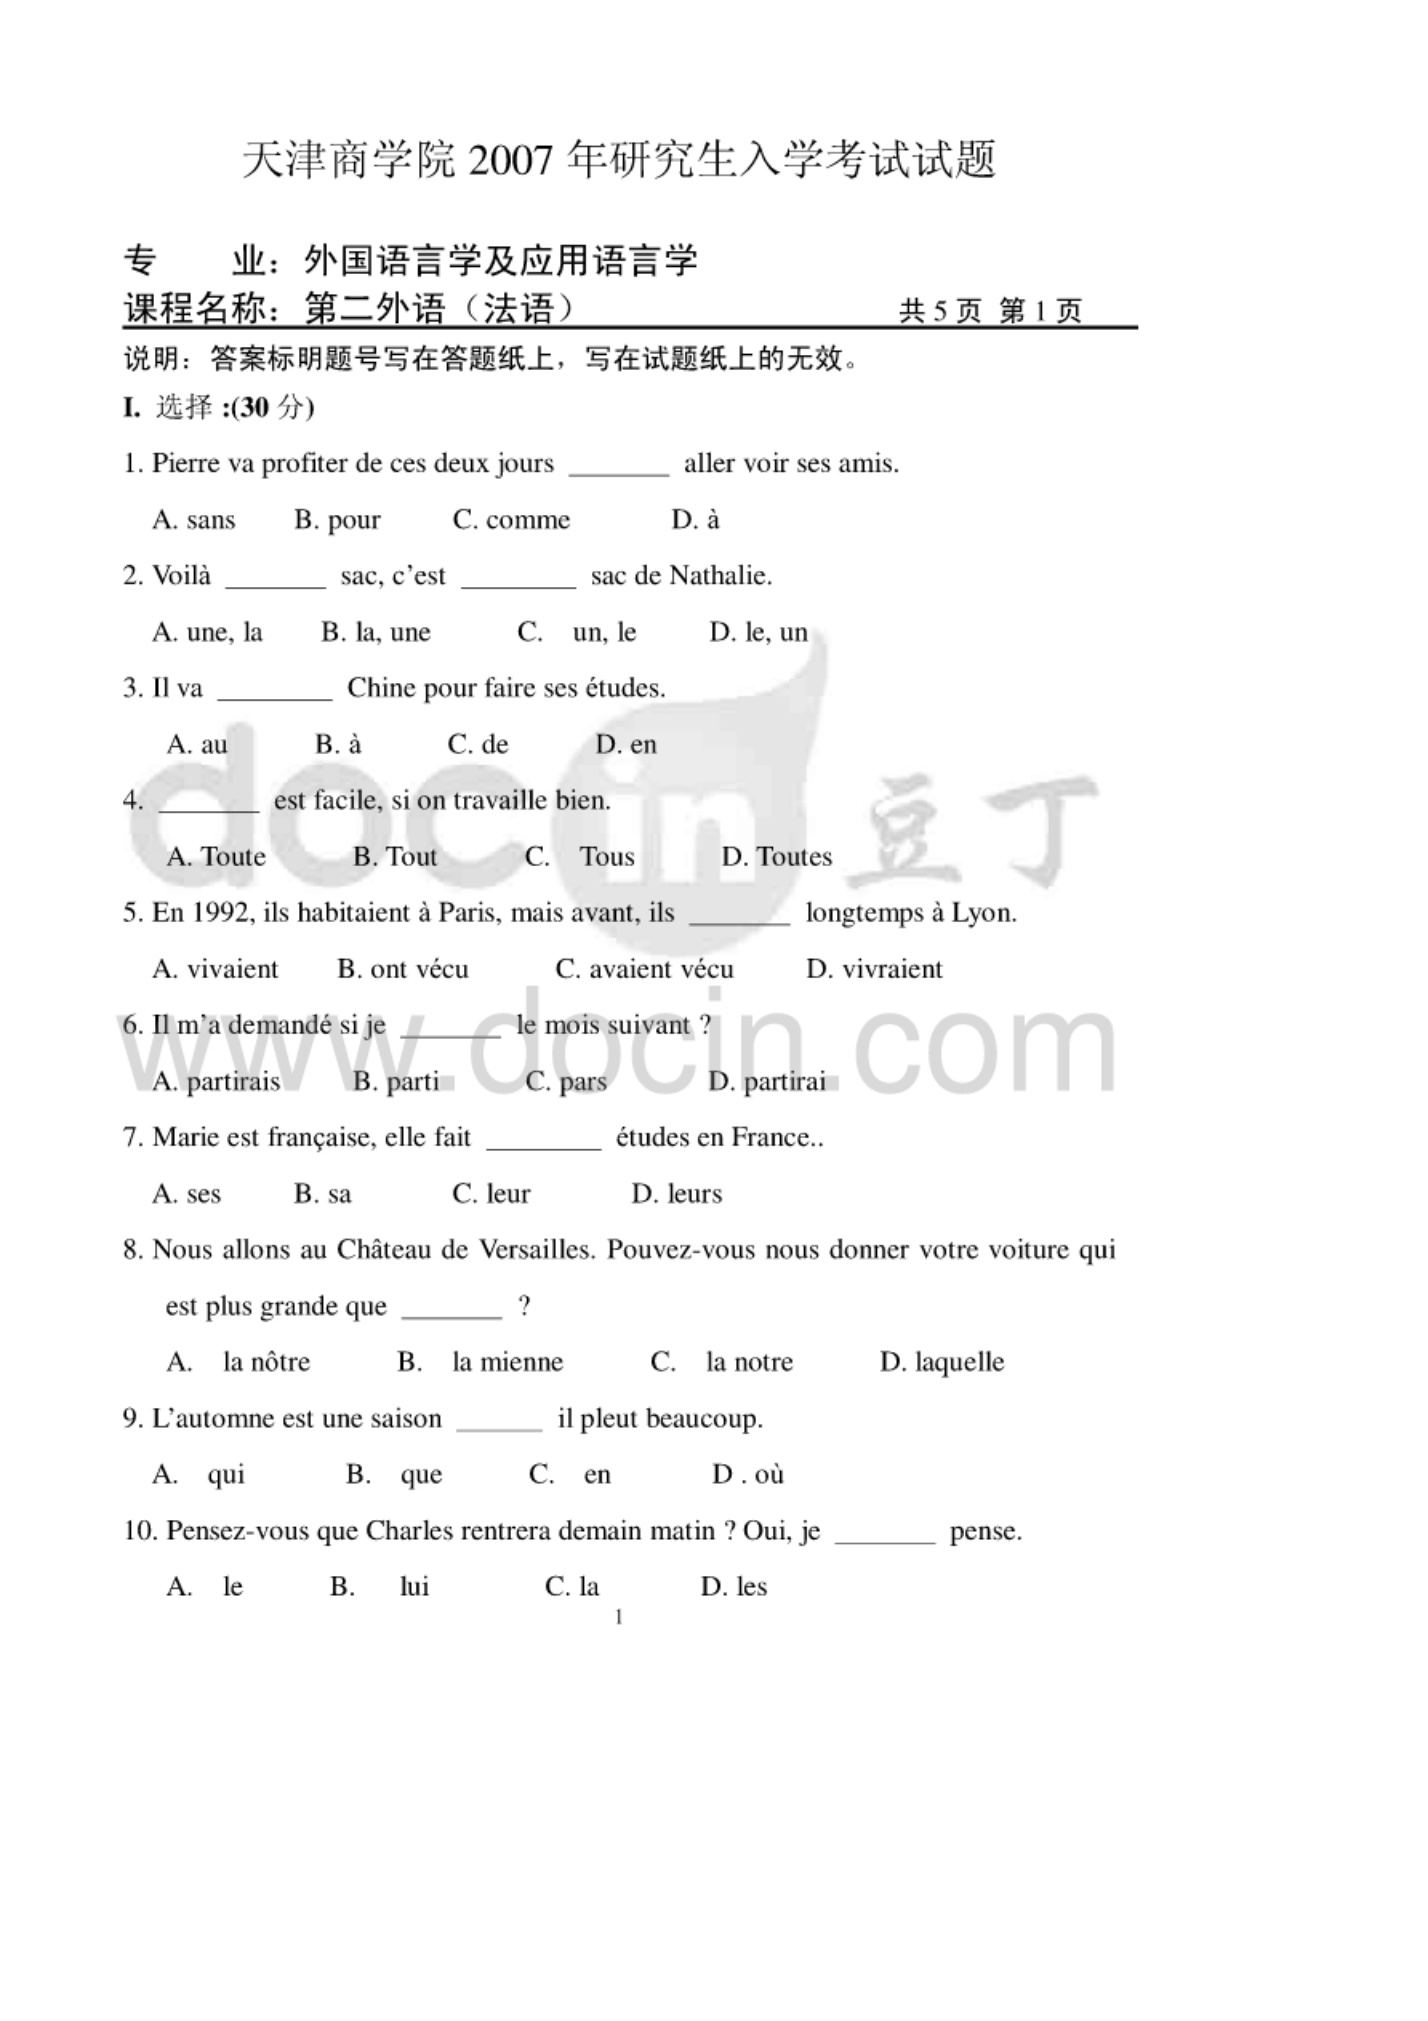 天津商学院 2007 年研究生入学考试试题
专 业：外国语言学及应用语言学
课程名称：第二外语（法语） 共 5 页 第 1 页
说明：答案标明题号写在答题纸上，写在试题纸上的无效。
I. 选择 :(30 分)
1. Pierre va profiter de ces deux jours _______ aller voir ses amis.
A. sans B. pour C. comme D. à
2. Voilà _______ sac, c’est ________ sac de Nathalie.
A. une, la B. la, une C. un, le D. le, un
3. Il va ________ Chine pour faire ses études.
A. au B. à C. de D. en
4. _______ est facile, si on travaille bien.
A. Toute B. Tout C. Tous D. Toutes
5. En 1992, ils habitaient à Paris, mais avant, ils _______ longtemps à Lyon.
A. vivaient B. ont vécu C. avaient vécu D. vivraient
6. Il m’a demandé si je _______ le mois suivant ?
A. partirais B. parti C. pars D. partirai
7. Marie est française, elle fait ________ études en France..
A. ses B. sa C. leur D. leurs
8. Nous allons au Château de Versailles. Pouvez-vous nous donner votre voiture qui
est plus grande que _______ ?
A. la nôtre B. la mienne C. la notre D. laquelle
9. L’automne est une saison ______ il pleut beaucoup.
A. qui B. que C. en D . où
10. Pensez-vous que Charles rentrera demain matin ? Oui, je _______ pense.
A. le B. lui C. la D. les
1
docin 豆丁
www.docin.com